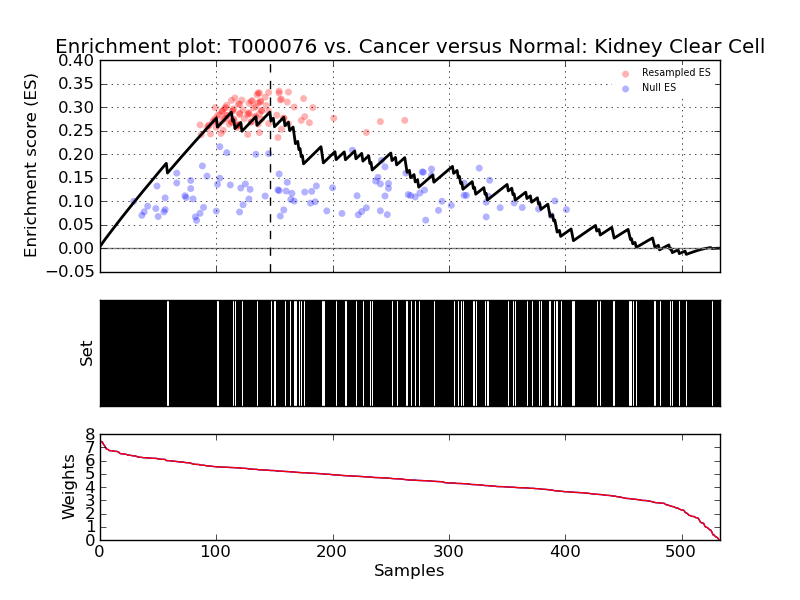 Enrichment plot: T000076 vs. Cancer versus Normal: Kidney Clear Cell
Enrichment score (ES)
0.40
0.35
0.30
0.25
0.20
0.15
0.10
0.05
0.00
−0.05
Resampled ES
Null ES
Set
Weights
8
7
6
5
4
3
2
1
0
0 100 200 300 400 500
Samples